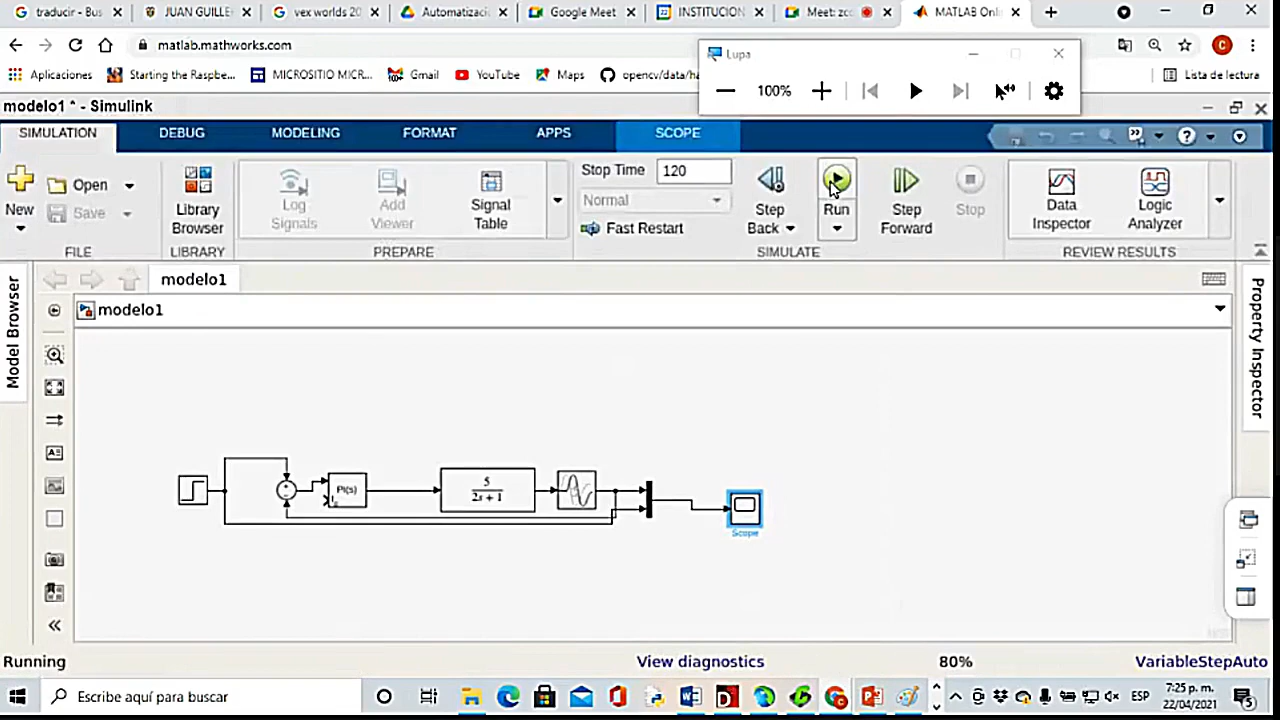 traducir - Bus
JUAN GUILLE
vex worlds 20
Automatizaci
Google Meet
INSTITUCION
Meet: zcc
MATLAB Onli
matlab.mathworks.com
Lupa
Aplicaciones
Starting the Raspbe...
MICROSITIO MICR...
Gmail
YouTube
Maps
opencv/data/ha
100%
Lista de lectura
modelo1 * - Simulink
SIMULATION
DEBUG
MODELING
FORMAT
APPS
SCOPE
New
Open
Save
FILE
Library Browser
LIBRARY
Log Signals
Add Viewer
Signal Table
PREPARE
Stop Time 120
Normal
Fast Restart
Step Back
Run
Step Forward
Stop
SIMULATE
Data Inspector
Logic Analyzer
REVIEW RESULTS
Model Browser
modelo1
modelo1
Property Inspector
PI(s)
5
2s + 1
Scope
Running
View diagnostics
80%
VariableStepAuto
Escribe aquí para buscar
ESP
7:25 p. m.
22/04/2021
5